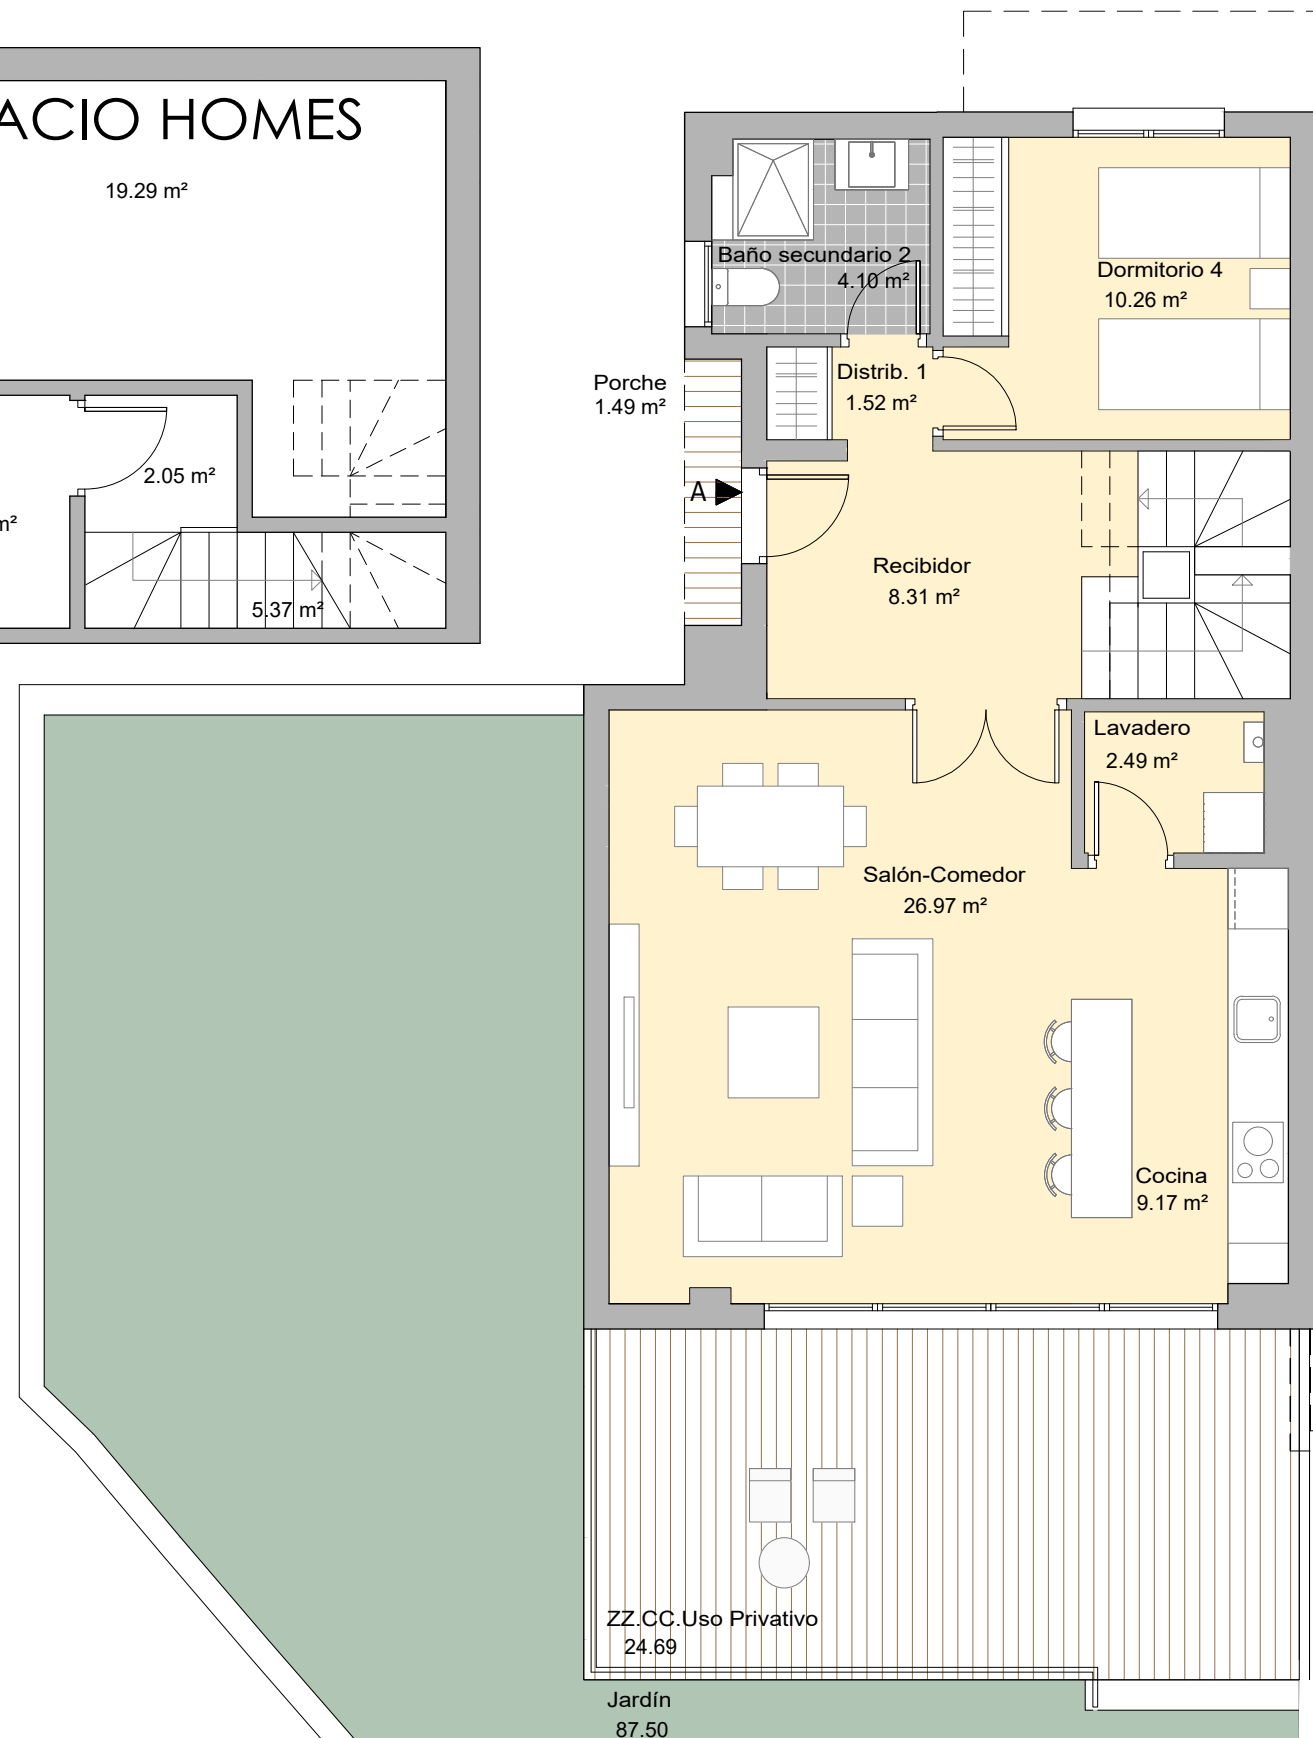 ACIO HOMES
19.29 m²
2.05 m²
m²
5.37 m²
Baño secundario 2
4.10 m²
Dormitorio 4
10.26 m²
Distrib. 1
1.52 m²
Porche
1.49 m²
A
Recibidor
8.31 m²
Lavadero
2.49 m²
Salón-Comedor
26.97 m²
Cocina
9.17 m²
ZZ.CC.Uso Privativo
24.69
Jardín
87.50